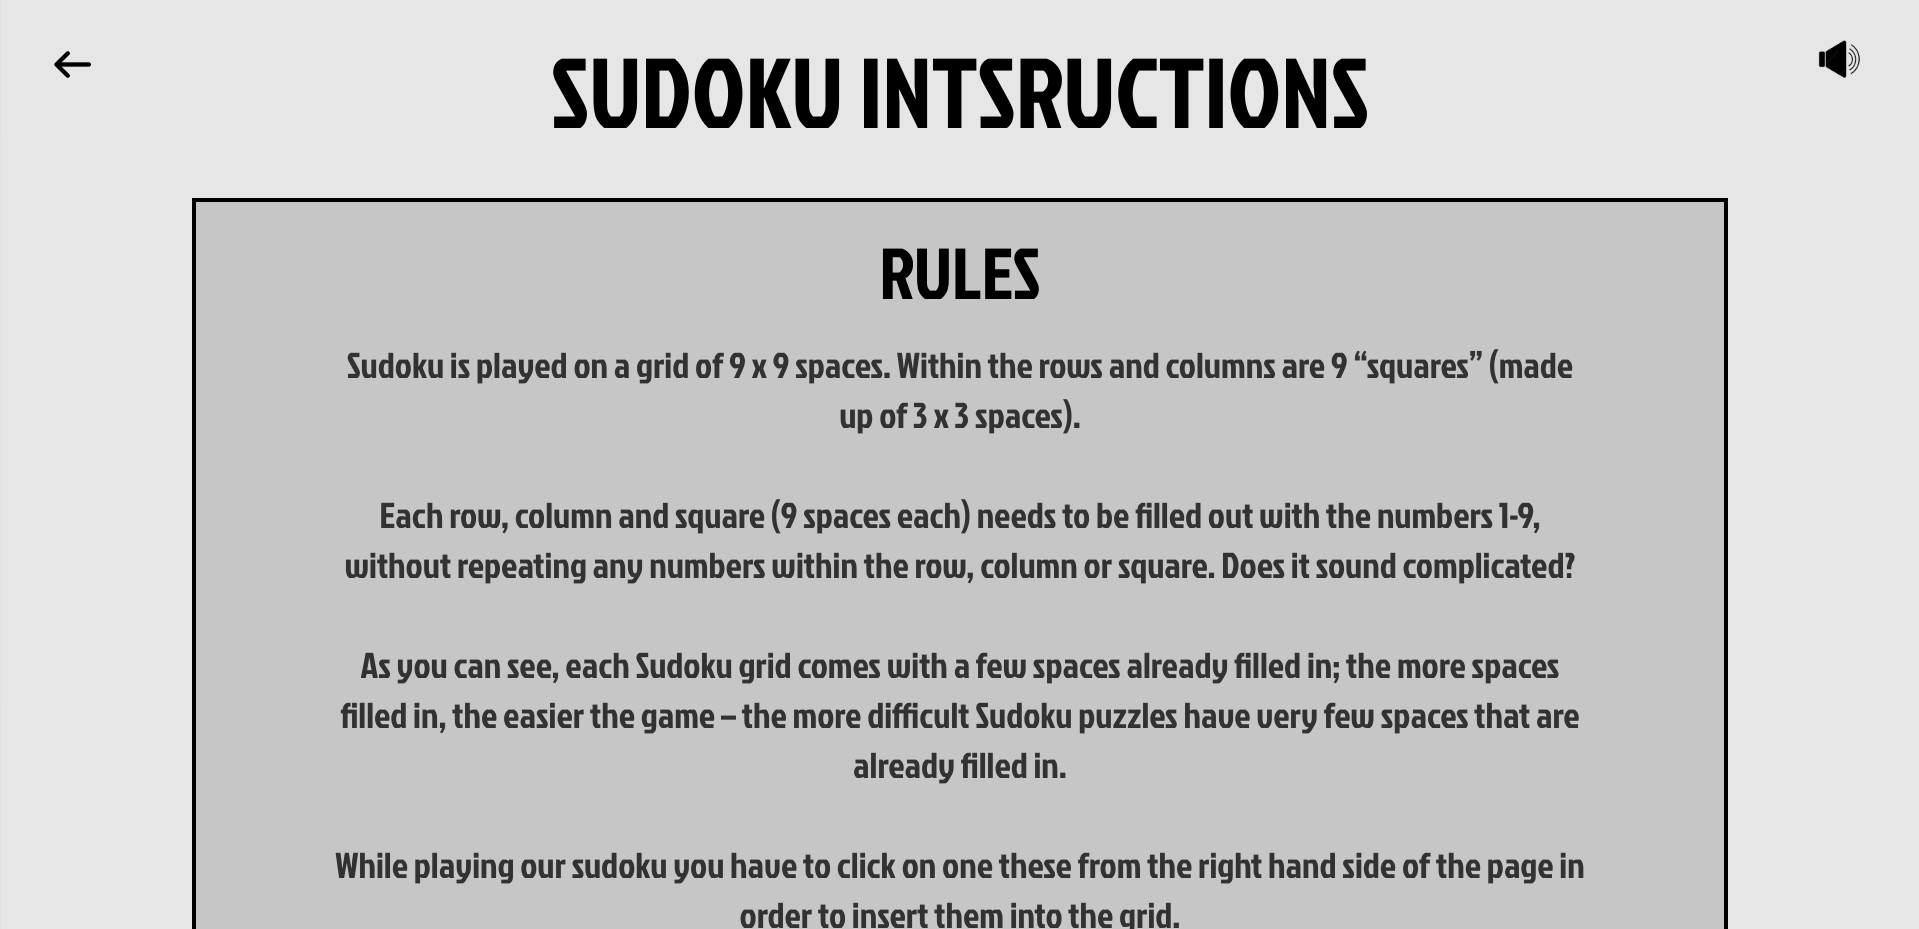 SUDOKU INTSRUCTIONS
RULES
Sudoku is played on a grid of 9 x 9 spaces. Within the rows and columns are 9 “squares” (made
up of 3 x 3 spaces).
Each row, column and square (9 spaces each) needs to be filled out with the numbers 1-9,
without repeating any numbers within the row, column or square. Does it sound complicated?
As you can see, each Sudoku grid comes with a few spaces already filled in; the more spaces
filled in, the easier the game – the more difficult Sudoku puzzles have very few spaces that are
already filled in.
While playing our sudoku you have to click on one these from the right hand side of the page in
order to insert them into the grid.